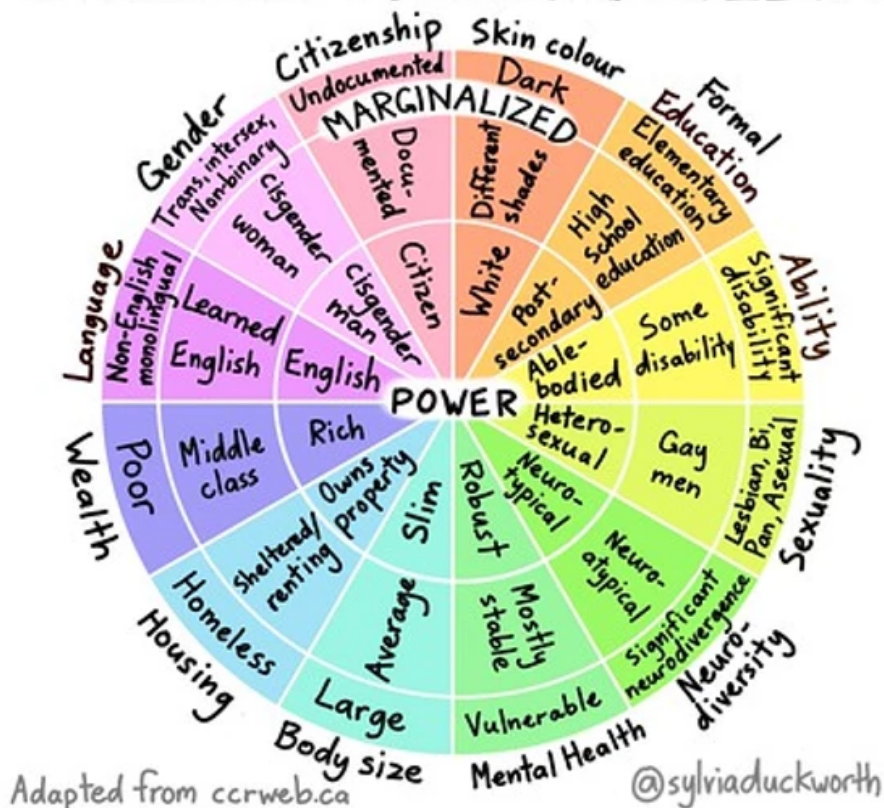 Citizenship
Undocumented
Docu-
mented
Citizen
Skin colour
Dark
Different
shades
White
MARGINALIZED
Formal
Education
Elementary
education
High
School
education
Post-
secondary
Ability
Significant
disability
Some
disability
Able-
bodied
Sexuality
Lesbian, Bi,
Pan, Asexual
Gay
men
Hetero-
sexual
Neuro-
diversity
Significant
neurodivergence
Neuro-
atypical
Neuro-
typical
Mental Health
Vulnerable
Mostly
stable
Robust
Body size
Large
Average
Slim
Housing
Homeless
Sheltered/
renting
Owns
property
Wealth
Poor
Middle
class
Rich
Language
Non-English
monolingual
Learned
English
English
Gender
Trans, intersex,
Non-binary
cisgender
woman
cisgender
man
POWER
Adapted from ccrweb.ca
@sylviaduckworth